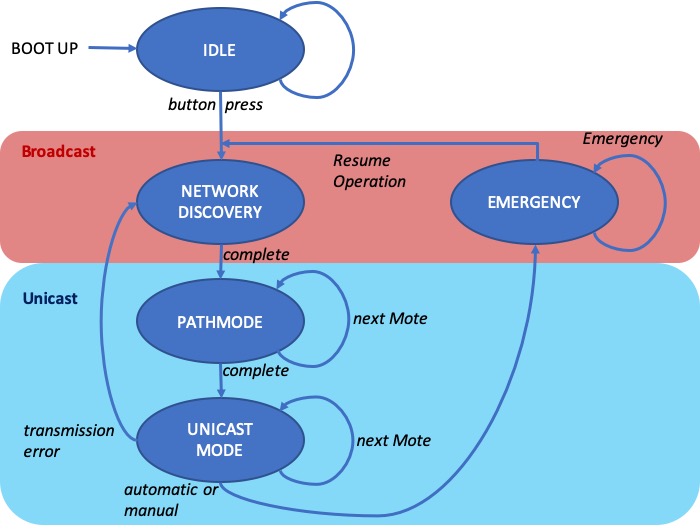 BOOT UP
IDLE
button press
Broadcast
Emergency
Resume
Operation
NETWORK
DISCOVERY
EMERGENCY
complete
Unicast
PATHMODE
next Mote
complete
transmission
error
UNICAST
MODE
next Mote
automatic or
manual